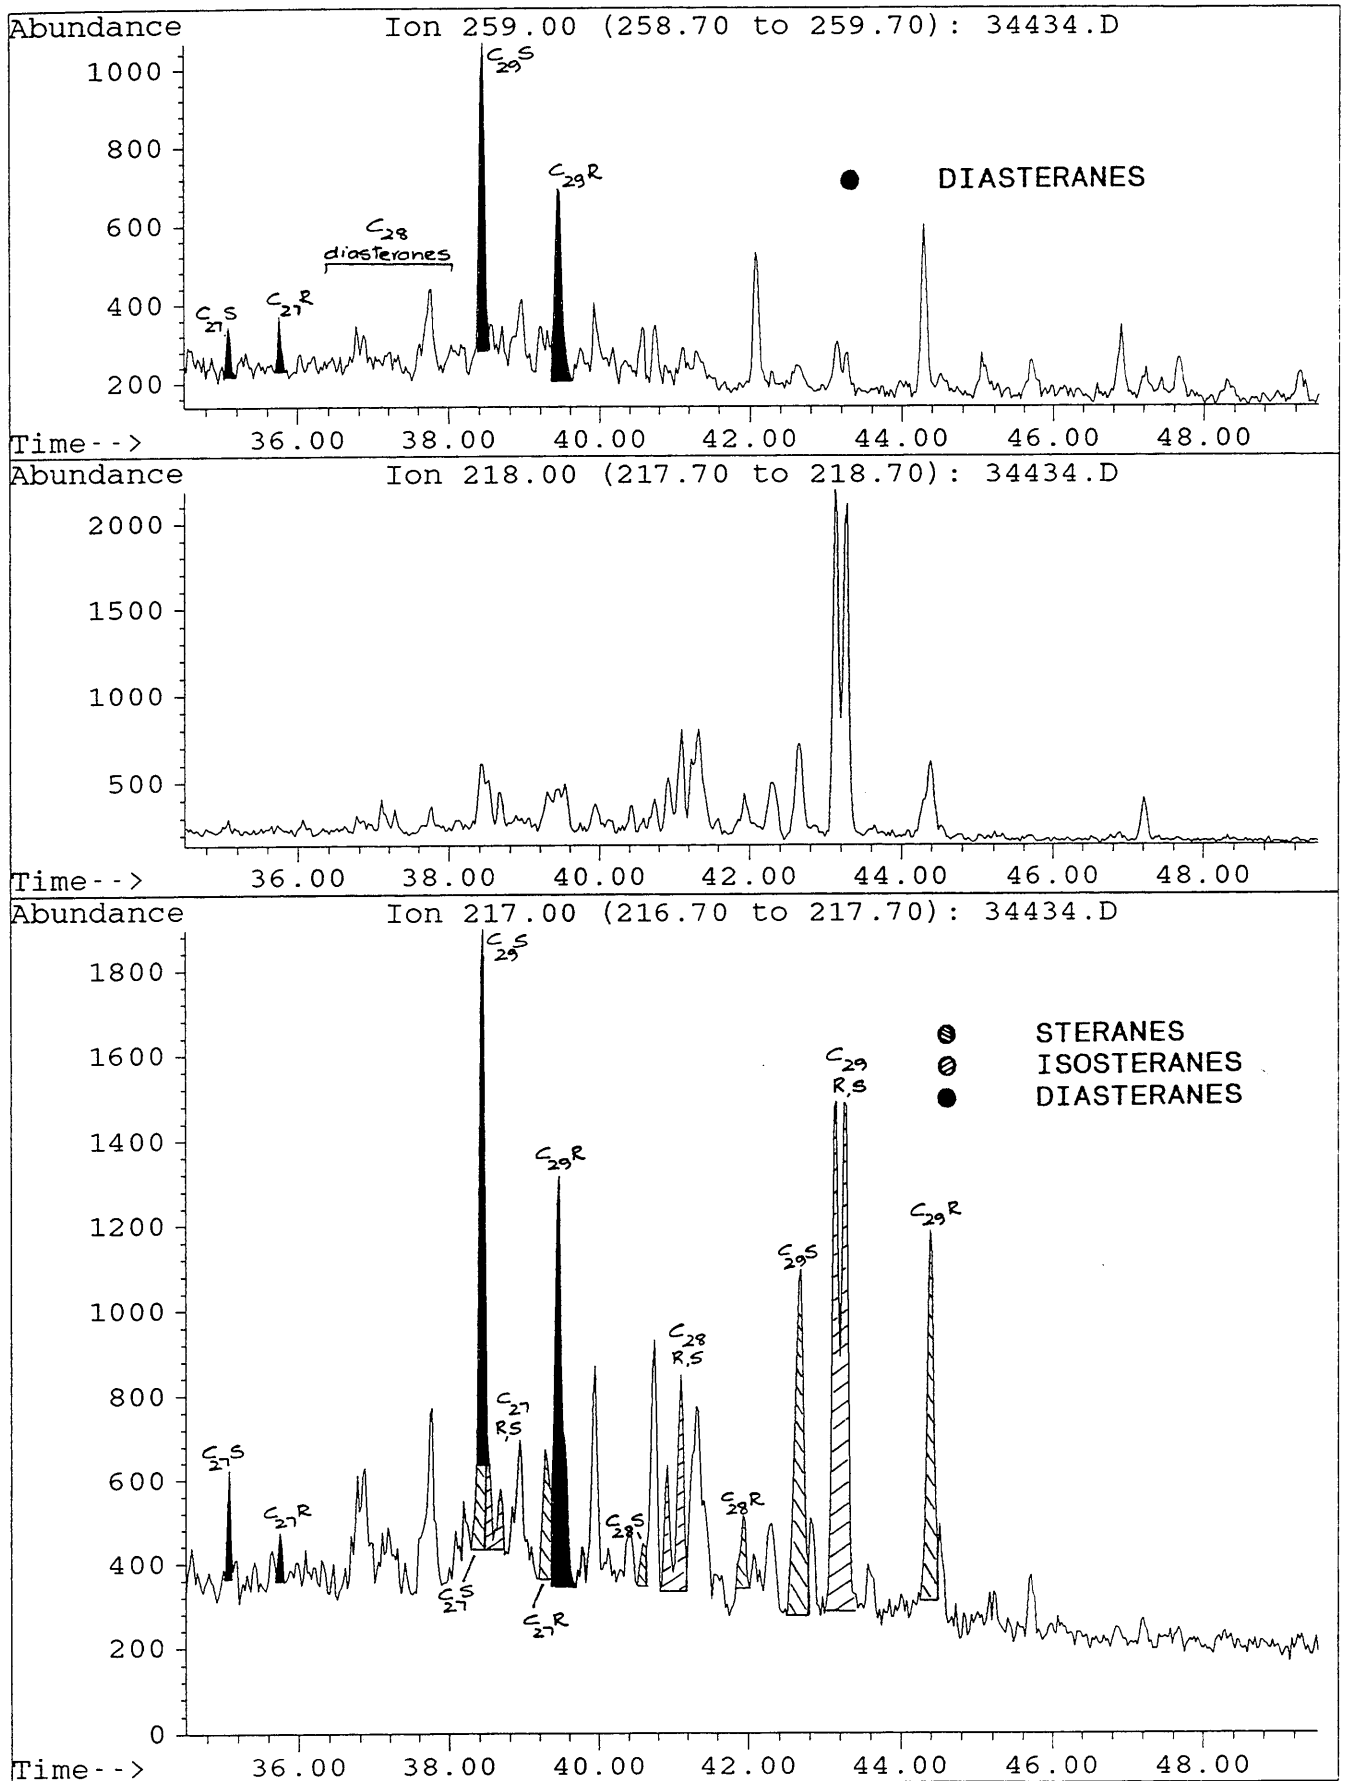 Abundance Ion 259.00 (258.70 to 259.70): 34434.D
1000
800
600
400
200
C29S
C29R
● DIASTERANES
C28
diasteranes
C27S
C27R
Time--> 36.00 38.00 40.00 42.00 44.00 46.00 48.00
Abundance Ion 218.00 (217.70 to 218.70): 34434.D
2000
1500
1000
500
Time--> 36.00 38.00 40.00 42.00 44.00 46.00 48.00
Abundance Ion 217.00 (216.70 to 217.70): 34434.D
1800
1600
1400
1200
1000
800
600
400
200
0
C29S
STERANES
ISOSTERANES
DIASTERANES
C29
R,S
C29R
C29R
C29S
C28
R,S
C27
R,S
C27S
C27R
C28S
C28R
C27S
C27R
Time--> 36.00 38.00 40.00 42.00 44.00 46.00 48.00